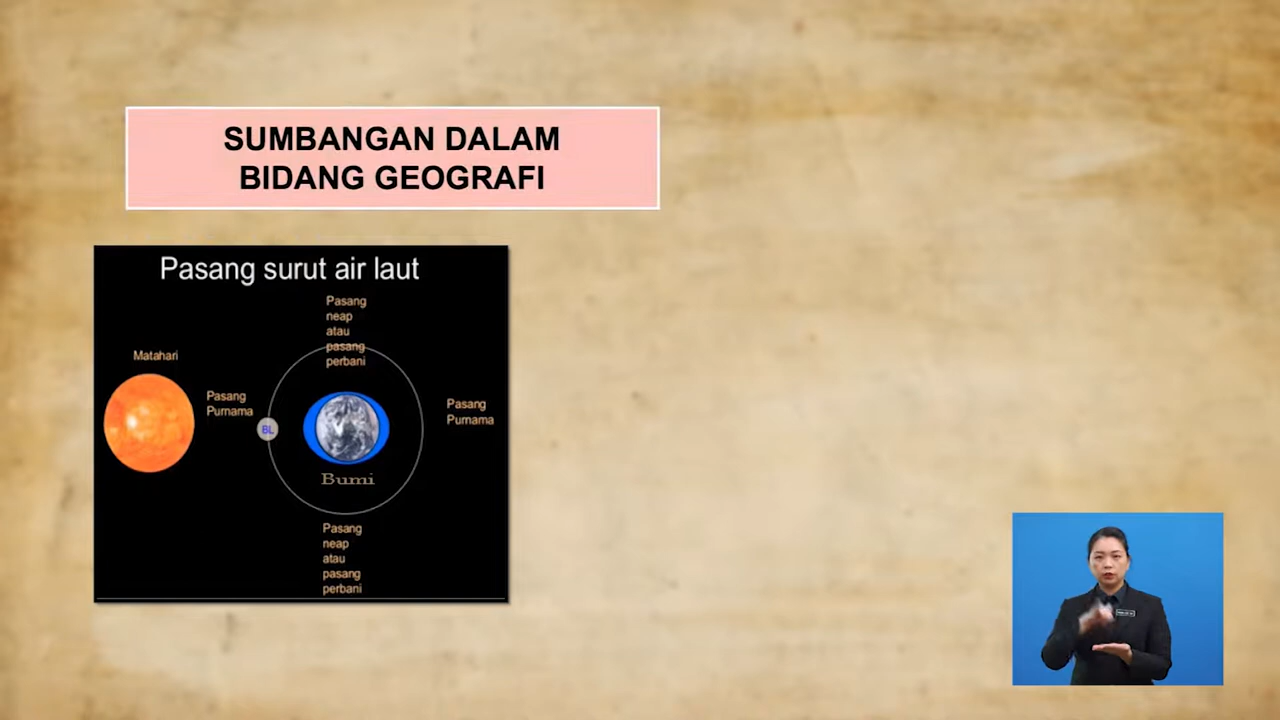 SUMBANGAN DALAM
BIDANG GEOGRAFI
Pasang surut air laut
Pasang
neap
atau
pasang
perbani
Matahari
Pasang
Purnama
BL
Pasang
Purnama
Bumi
Pasang
neap
atau
pasang
perbani